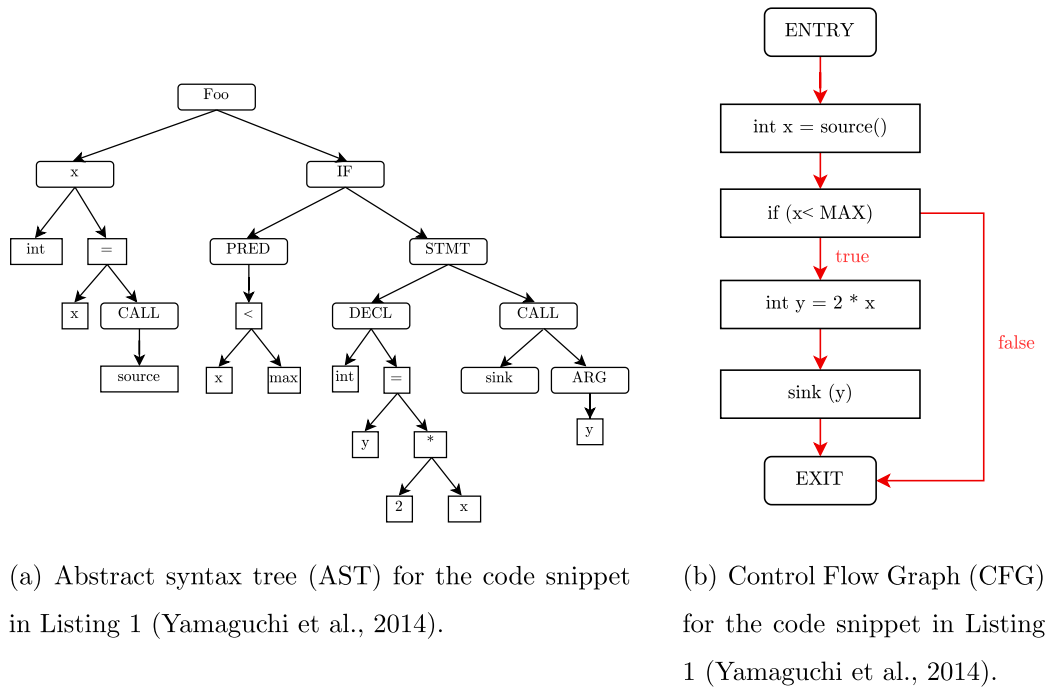 Foo
x
IF
int
=
PRED
STMT
x
CALL
<
DECL
CALL
source
x
max
int
=
sink
ARG
y
*
y
2
x
ENTRY
int x = source()
if (x< MAX)
true
int y = 2 * x
false
sink (y)
EXIT
(a) Abstract syntax tree (AST) for the code snippet
in Listing 1 (Yamaguchi et al., 2014).
(b) Control Flow Graph (CFG)
for the code snippet in Listing
1 (Yamaguchi et al., 2014).